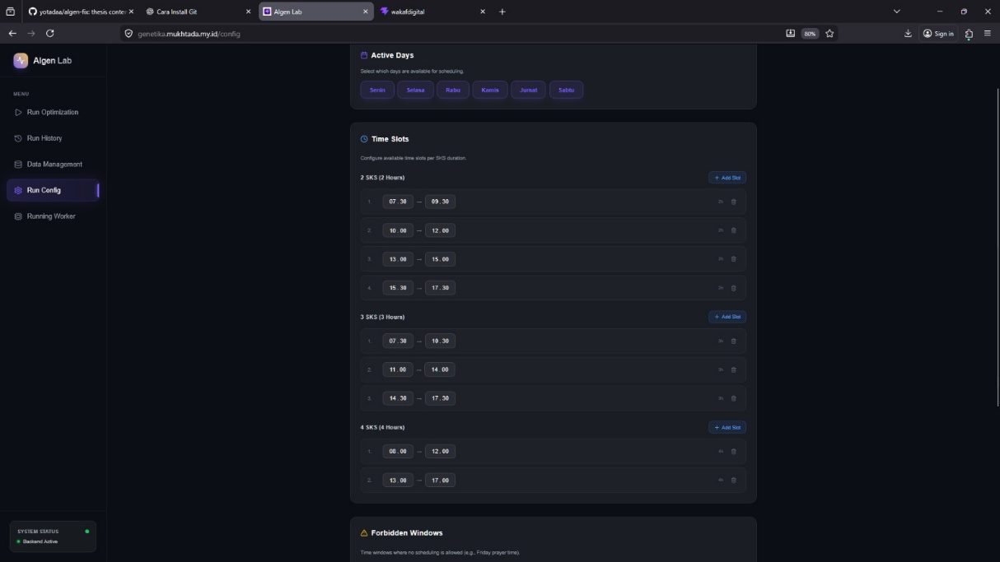 yotadaa/algen-fix: thesis conter
Cara Install Git
Algen Lab
wakafdigital
genetika.mukhtada.my.id/config
80%
Sign in
Algen Lab
MENU
Run Optimization
Run History
Data Management
Run Config
Running Worker
SYSTEM STATUS
Backend Active
Active Days
Select which days are available for scheduling.
Senin Selasa Rabu Kamis Jumat Sabtu
Time Slots
Configure available time slots per SKS duration.
2 SKS (2 Hours) + Add Slot
1. 07.30 — 09.30 2h
2. 10.00 — 12.00 2h
3. 13.00 — 15.00 2h
4. 15.30 — 17.30 2h
3 SKS (3 Hours) + Add Slot
1. 07.30 — 10.30 3h
2. 11.00 — 14.00 3h
3. 14.30 — 17.30 3h
4 SKS (4 Hours) + Add Slot
1. 08.00 — 12.00 4h
2. 13.00 — 17.00 4h
Forbidden Windows
Time windows where no scheduling is allowed (e.g., Friday prayer time).